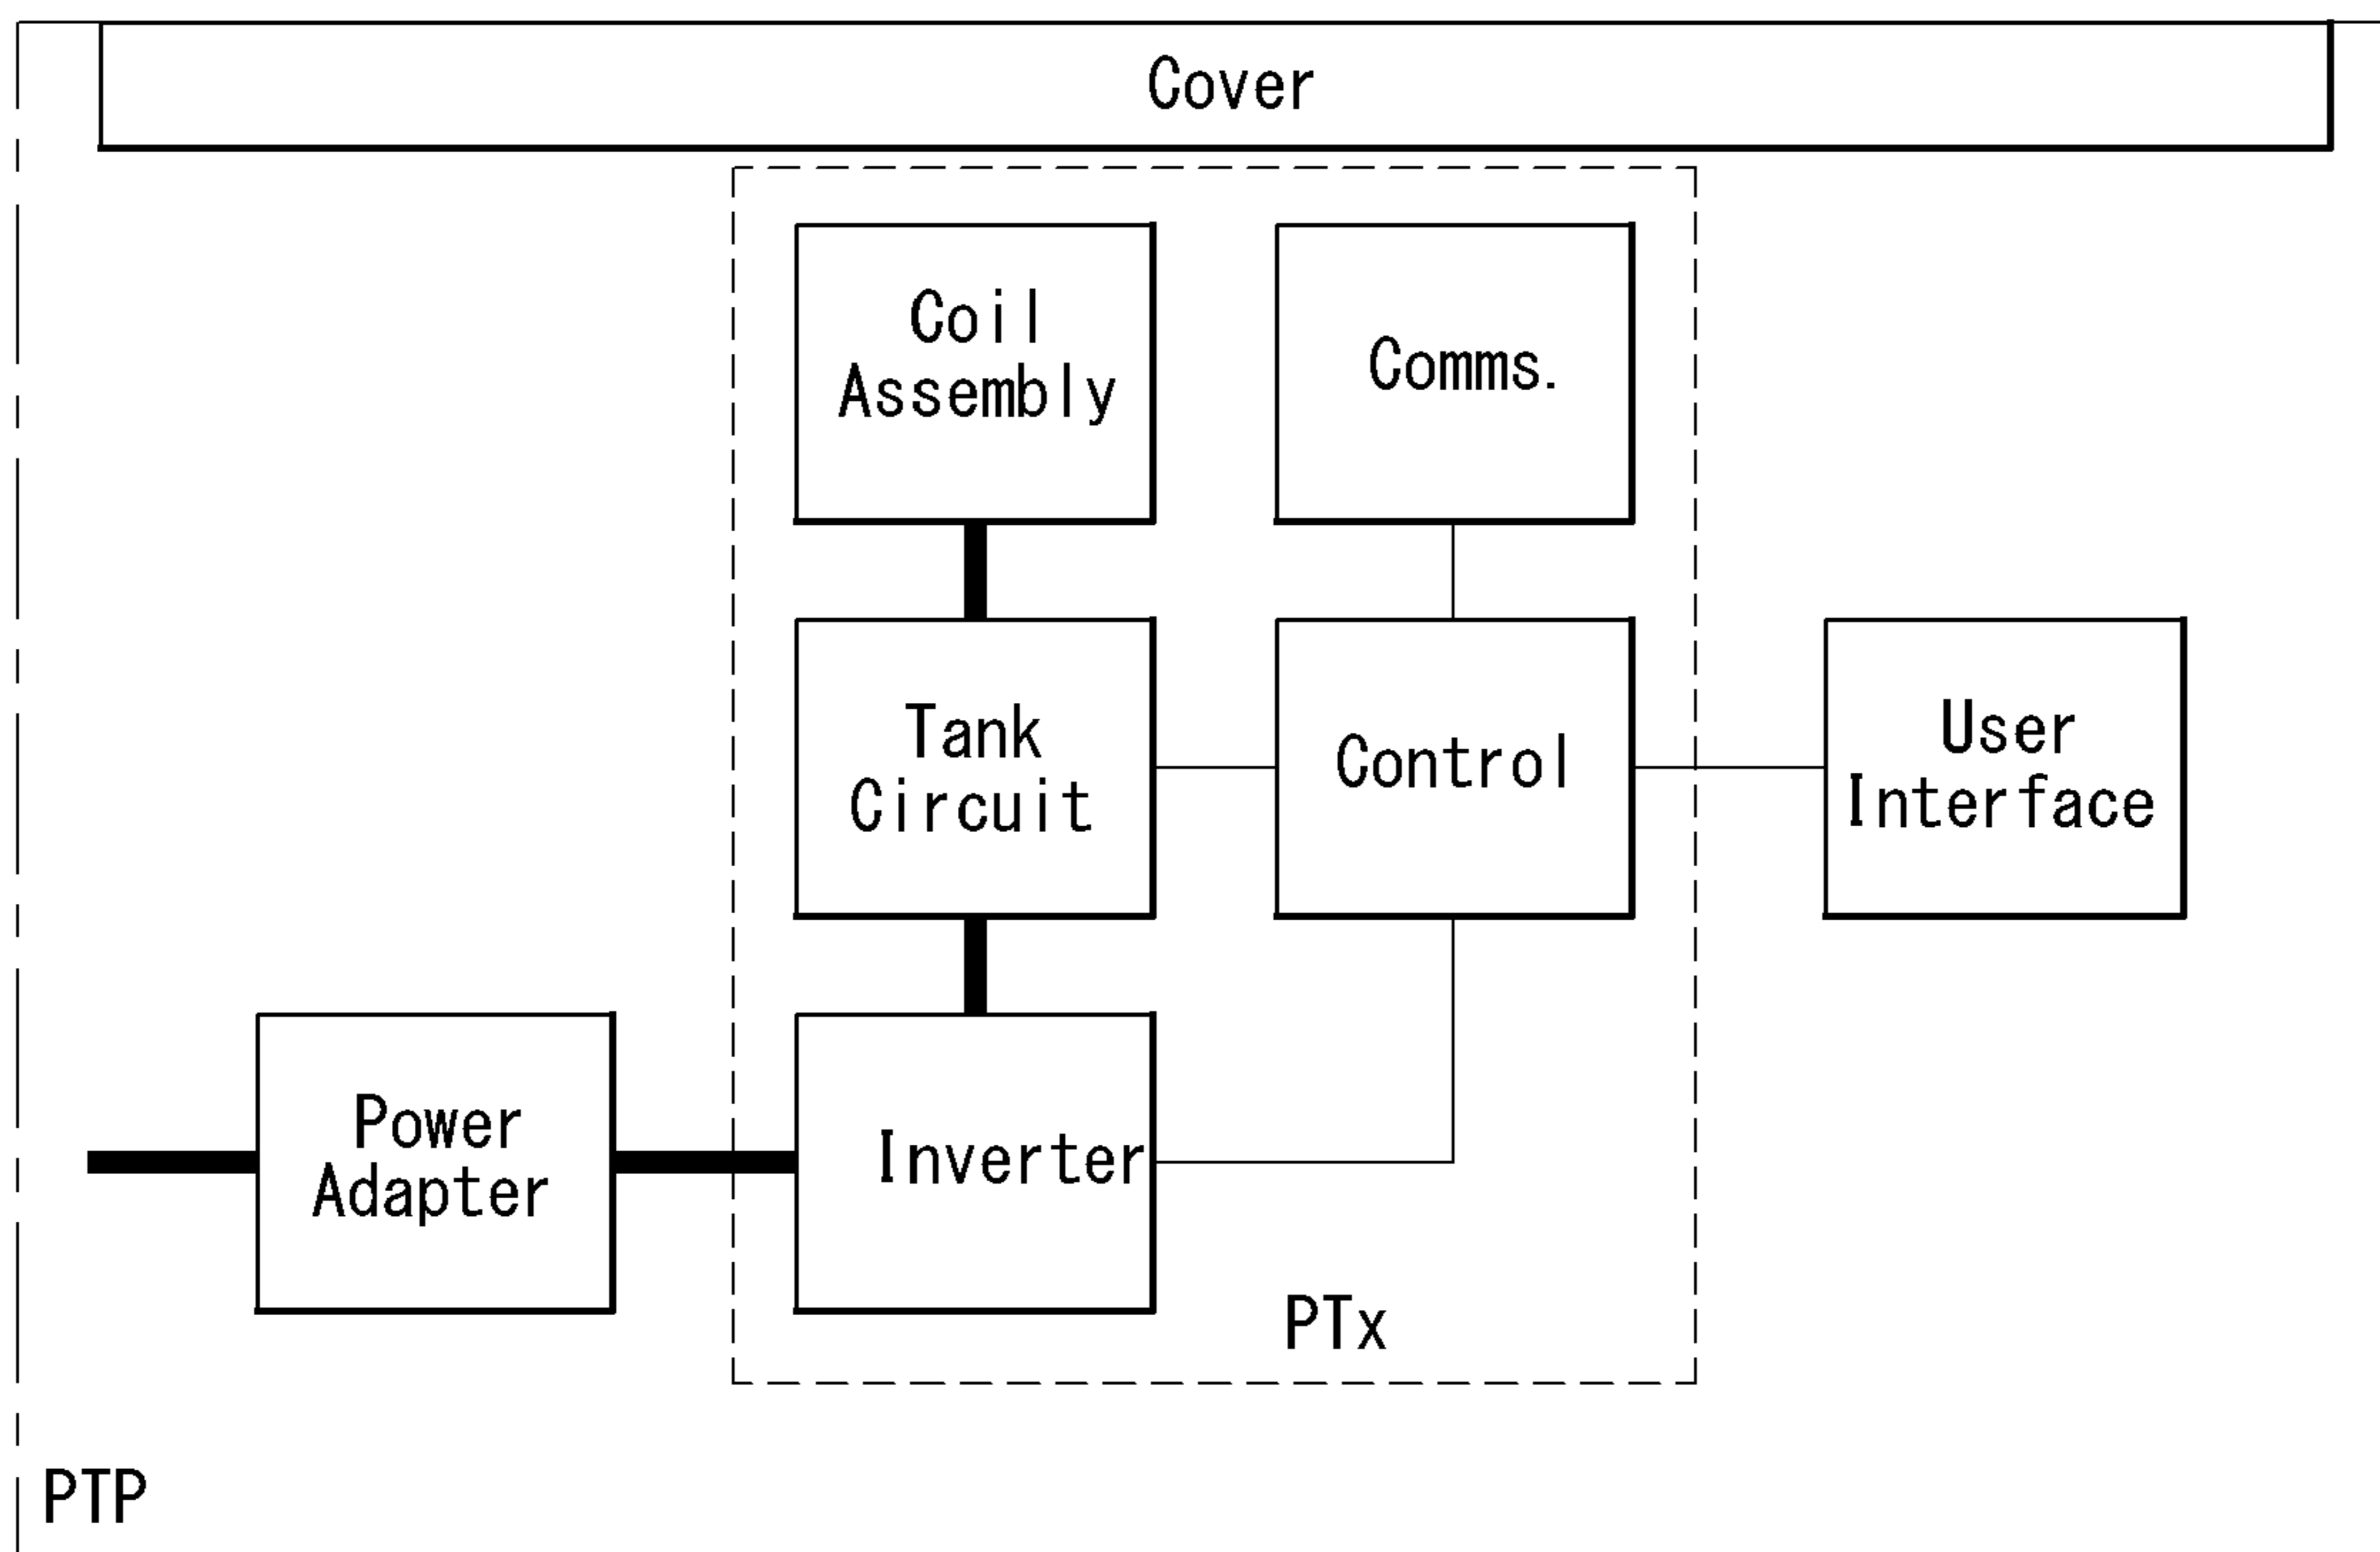 Cover
Coil
Assembly
Comms.
Tank
Circuit
Control
User
Interface
Power
Adapter
Inverter
PTx
PTP